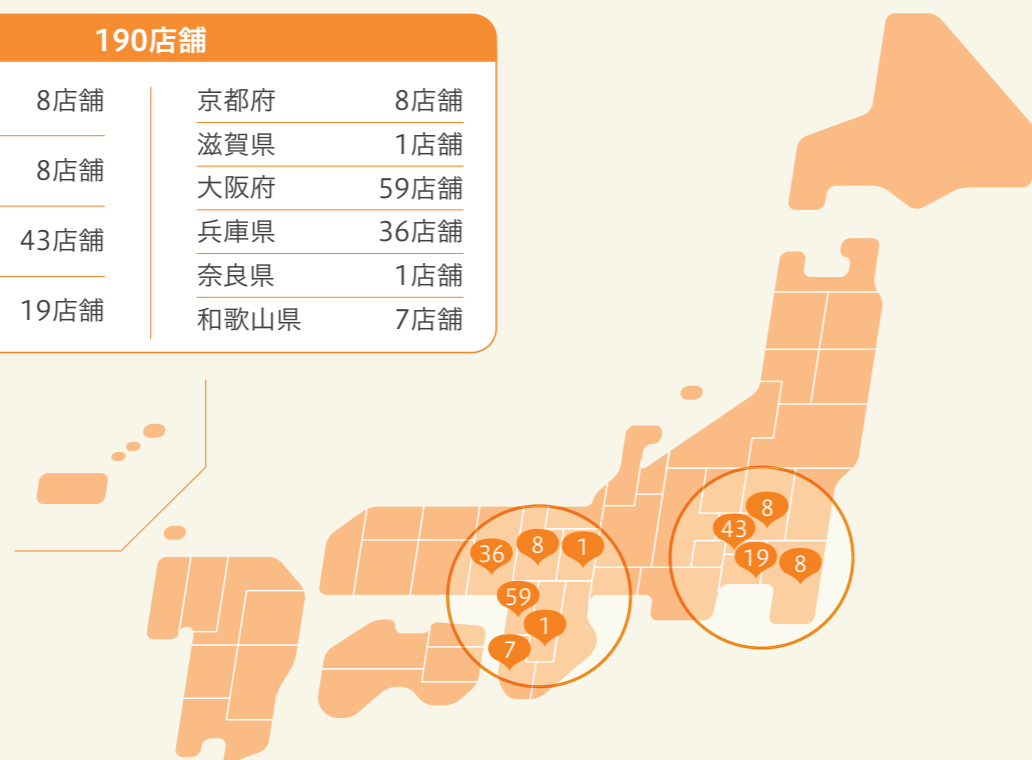 190店舗
8店舗
8店舗
43店舗
19店舗
京都府 8店舗
滋賀県 1店舗
大阪府 59店舗
兵庫県 36店舗
奈良県 1店舗
和歌山県 7店舗
8
43
19
8
36
8
1
59
1
7